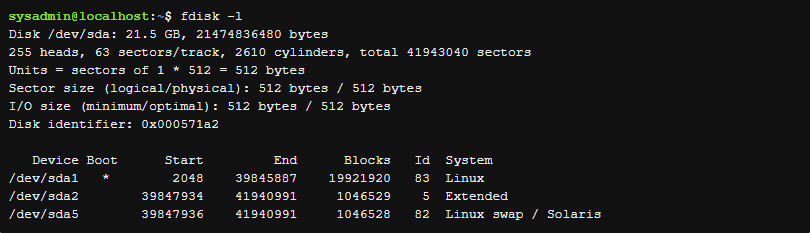 sysadmin@localhost:~$ fdisk -l
Disk /dev/sda: 21.5 GB, 21474836480 bytes
255 heads, 63 sectors/track, 2610 cylinders, total 41943040 sectors
Units = sectors of 1 * 512 = 512 bytes
Sector size (logical/physical): 512 bytes / 512 bytes
I/O size (minimum/optimal): 512 bytes / 512 bytes
Disk identifier: 0x000571a2

   Device Boot      Start         End      Blocks   Id  System
/dev/sda1   *        2048    39845887    19921920   83  Linux
/dev/sda2        39847934    41940991     1046529    5  Extended
/dev/sda5        39847936    41940991     1046528   82  Linux swap / Solaris